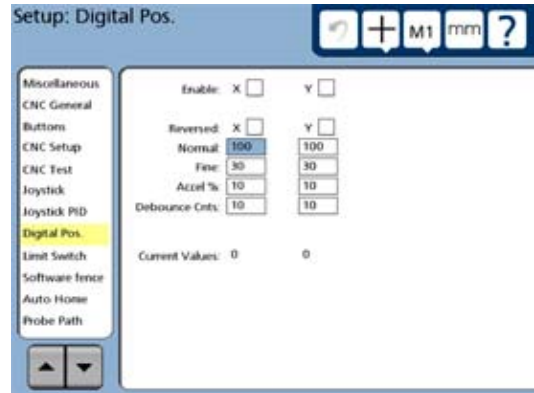 Setup: Digital Pos.
M1 mm ?
Miscellaneous
CNC General
Buttons
CNC Setup
CNC Test
Joystick
Joystick PID
Digital Pos.
Limit Switch
Software fence
Auto Home
Probe Path
Enable: X Y
Reversed: X Y
Normal: 100 100
Fine: 30 30
Accel %: 10 10
Debounce Cnts: 10 10
Current Values: 0 0